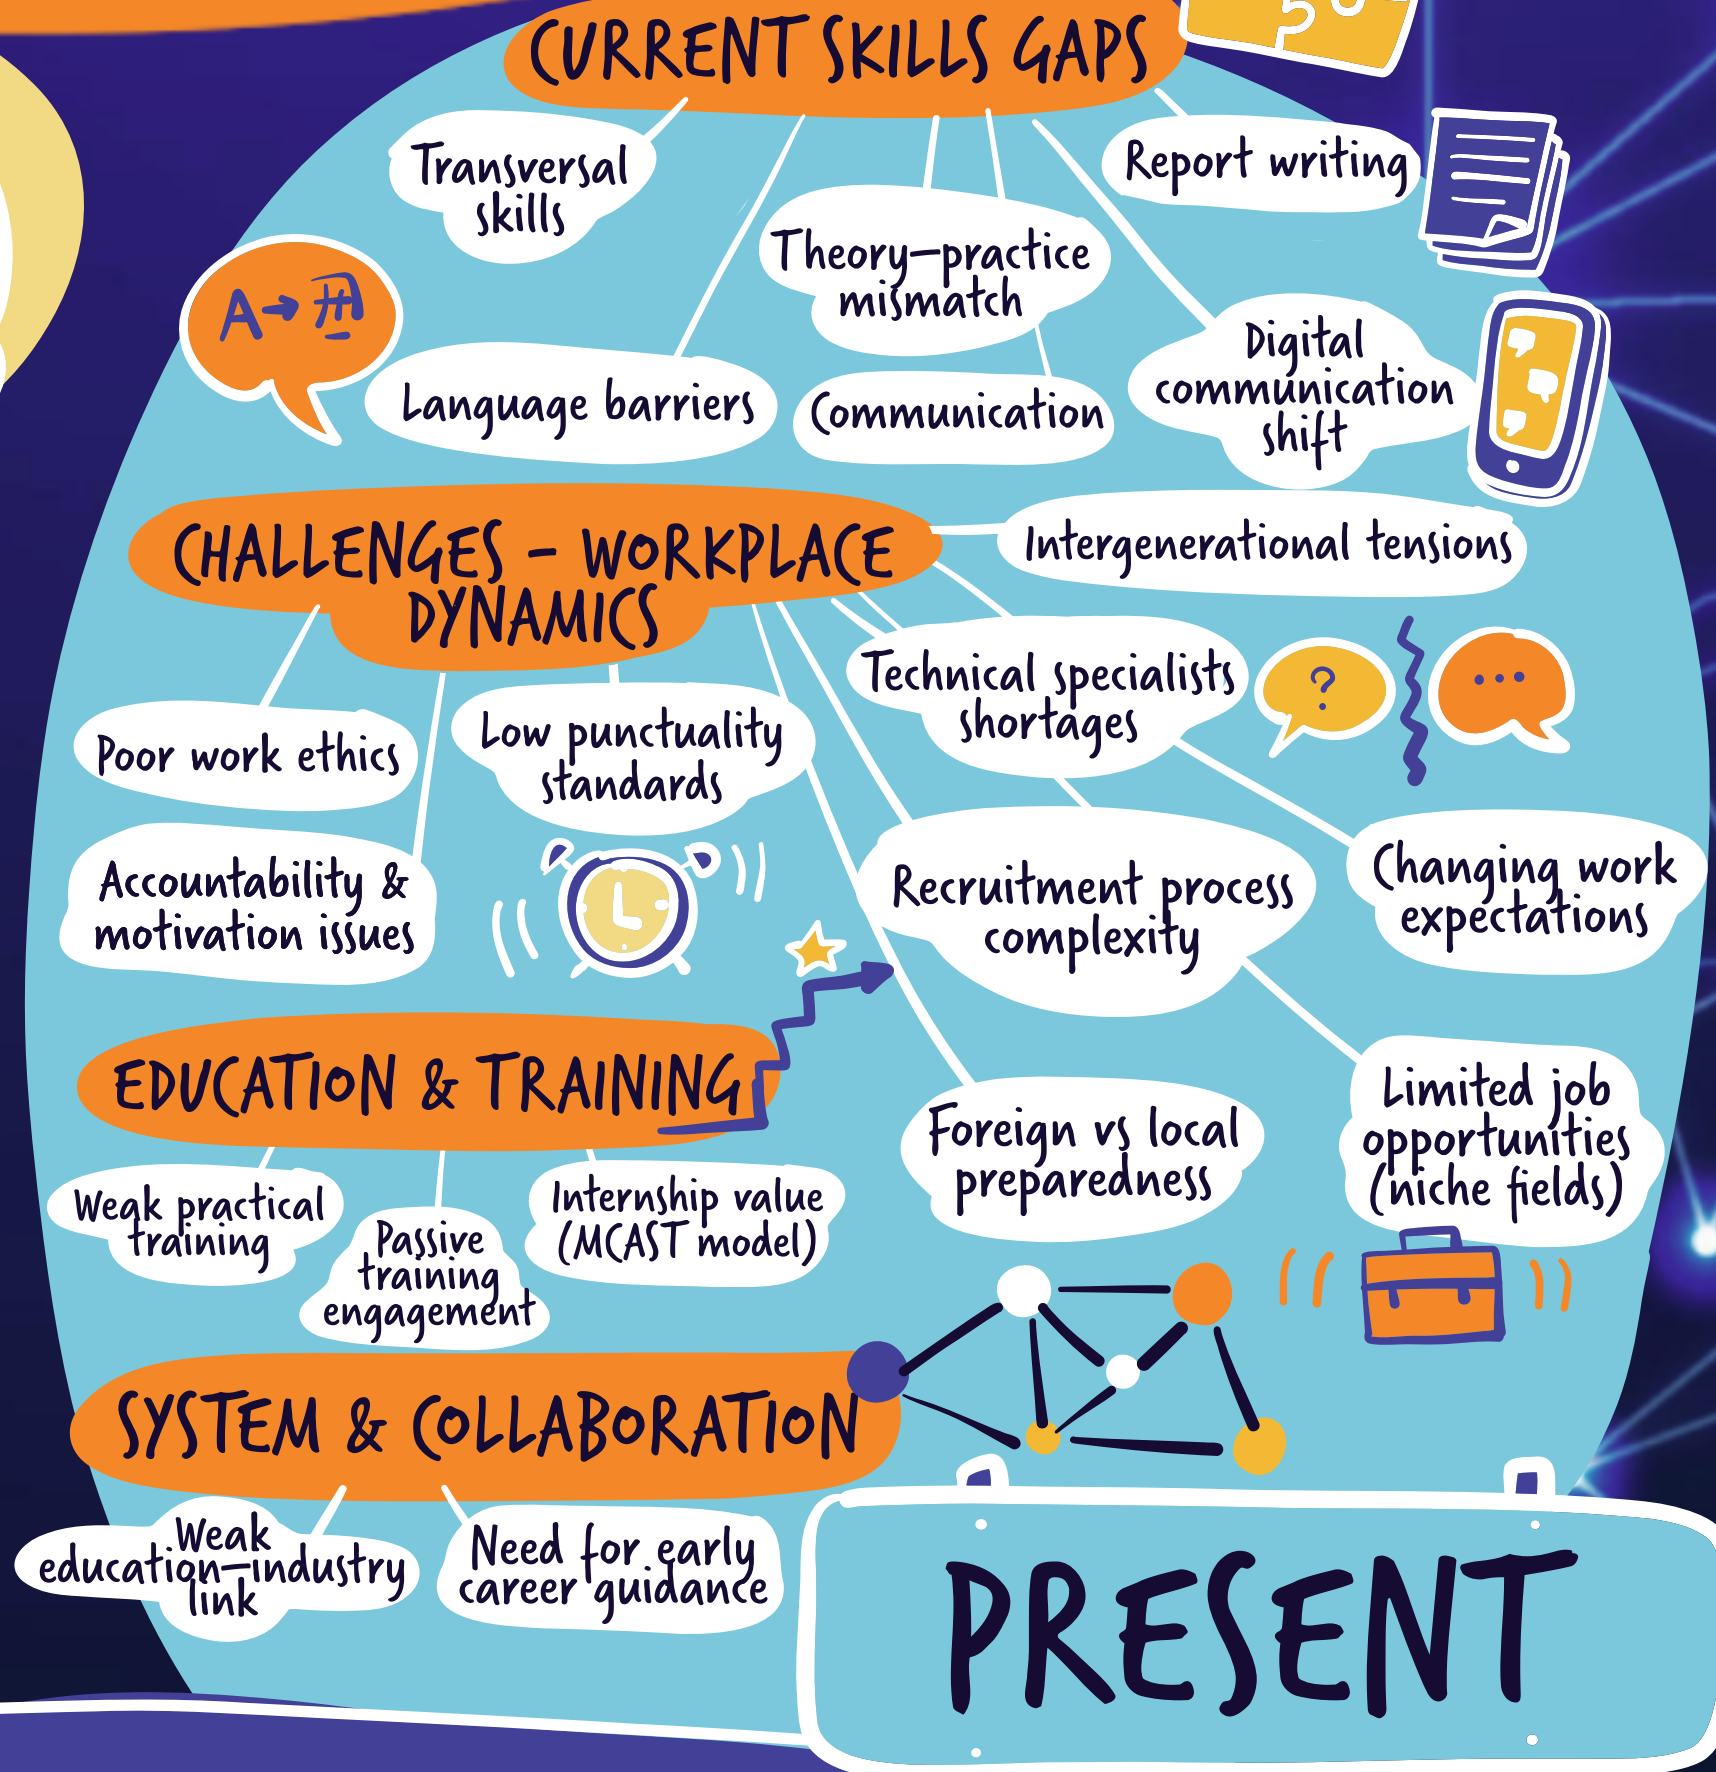 CURRENT SKILLS GAPS
Transversal
skills
Report writing
Theory-practice
mismatch
Digital
communication
shift
A→
Language barriers
Communication
CHALLENGES - WORKPLACE
DYNAMICS
Intergenerational tensions
Technical specialists
shortages
?
...
Poor work ethics
Low punctuality
standards
Accountability &
motivation issues
Recruitment process
complexity
Changing work
expectations
EDUCATION & TRAINING
Foreign vs local
preparedness
Limited job
opportunities
(niche fields)
Weak practical
training
Passive
training
engagement
Internship value
(MCAST model)
SYSTEM & COLLABORATION
Weak
education-industry
link
Need for early
career guidance
PRESENT